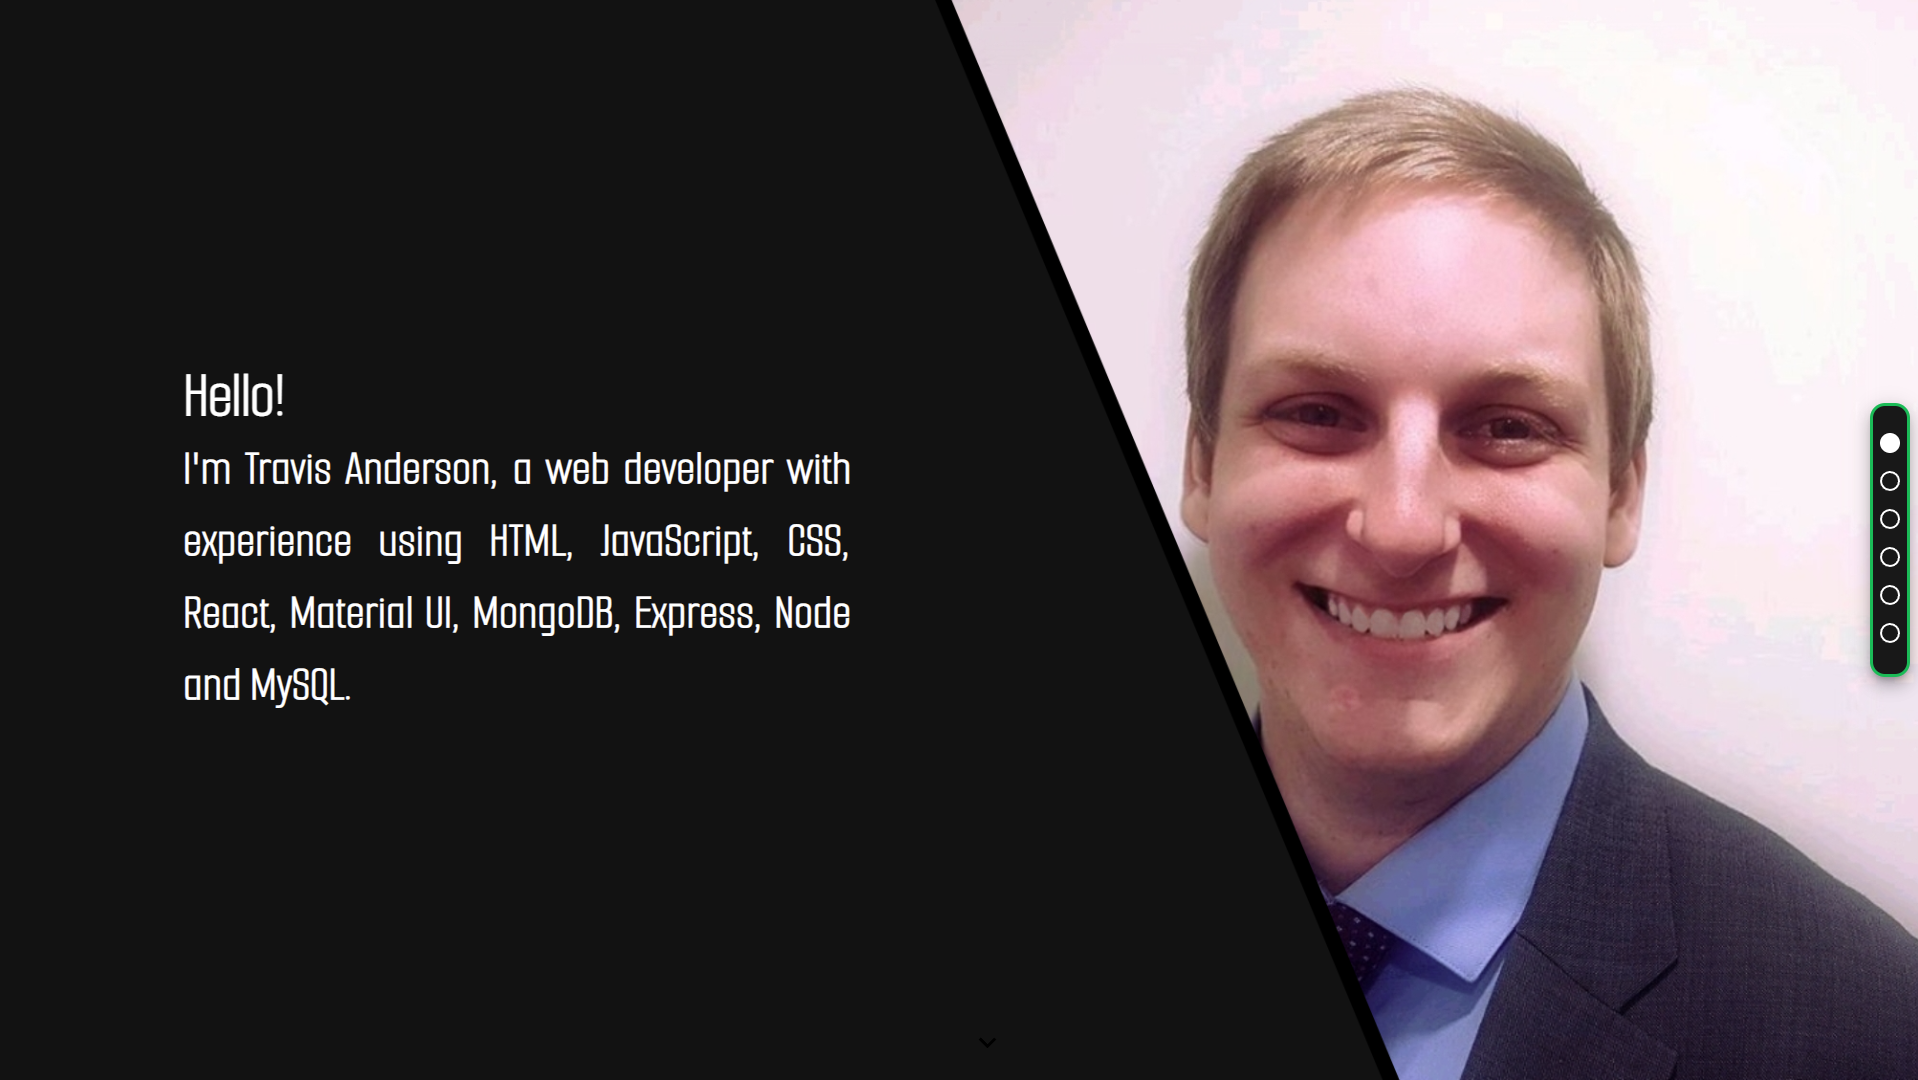 Hello!
I'm Travis Anderson, a web developer with
experience using HTML, JavaScript, CSS,
React, Material UI, MongoDB, Express, Node
and MySQL.